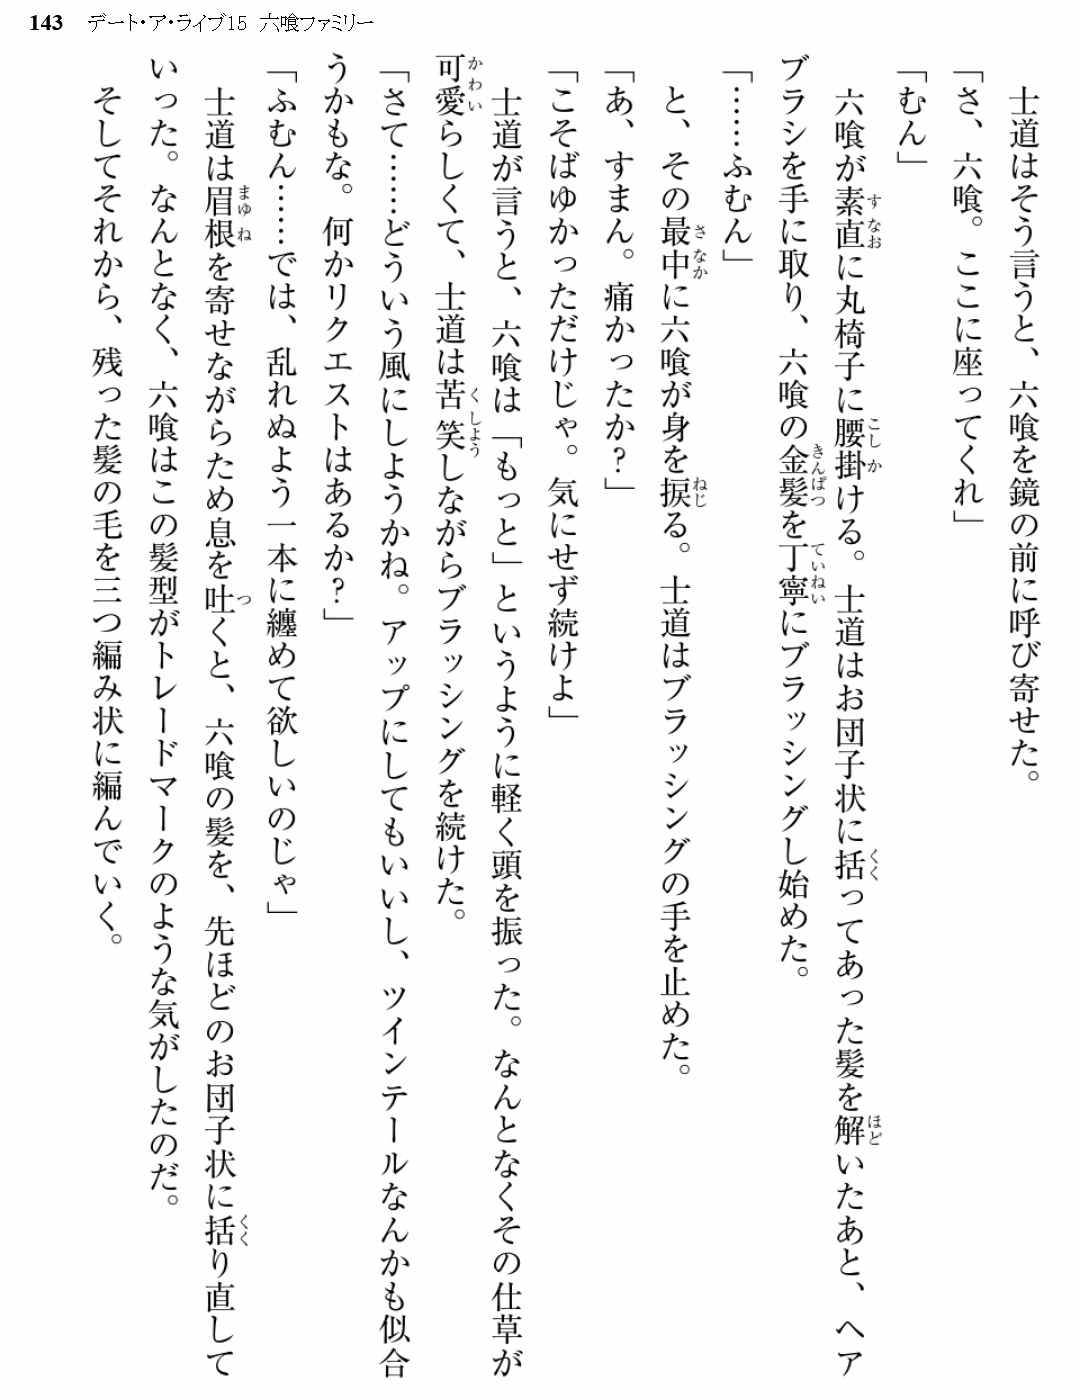 143 デート・ア・ライブ15 六喰ファミリー
士道はそう言うと、六喰を鏡の前に呼び寄せた。
「さ、六喰。ここに座ってくれ」
「むん」
六喰が素直に丸椅子に腰掛ける。士道はお団子状に括ってあった髪を解いたあと、ヘア
ブラシを手に取り、六喰の金髪を丁寧にブラッシングし始めた。
「……ふむん」
と、その最中に六喰が身を捩る。士道はブラッシングの手を止めた。
「あ、すまん。痛かったか？」
「こそばゆかっただけじゃ。気にせず続けよ」
士道が言うと、六喰は「もっと」というように軽く頭を振った。なんとなくその仕草が
可愛らしくて、士道は苦笑しながらブラッシングを続けた。
「さて……どういう風にしようかね。アップにしてもいいし、ツインテールなんかも似合
うかもな。何かリクエストはあるか？」
「ふむん……では、乱れぬよう一本に纏めて欲しいのじゃ」
士道は眉根を寄せながらため息を吐くと、六喰の髪を、先ほどのお団子状に括り直して
いった。なんとなく、六喰はこの髪型がトレードマークのような気がしたのだ。
そしてそれから、残った髪の毛を三つ編み状に編んでいく。